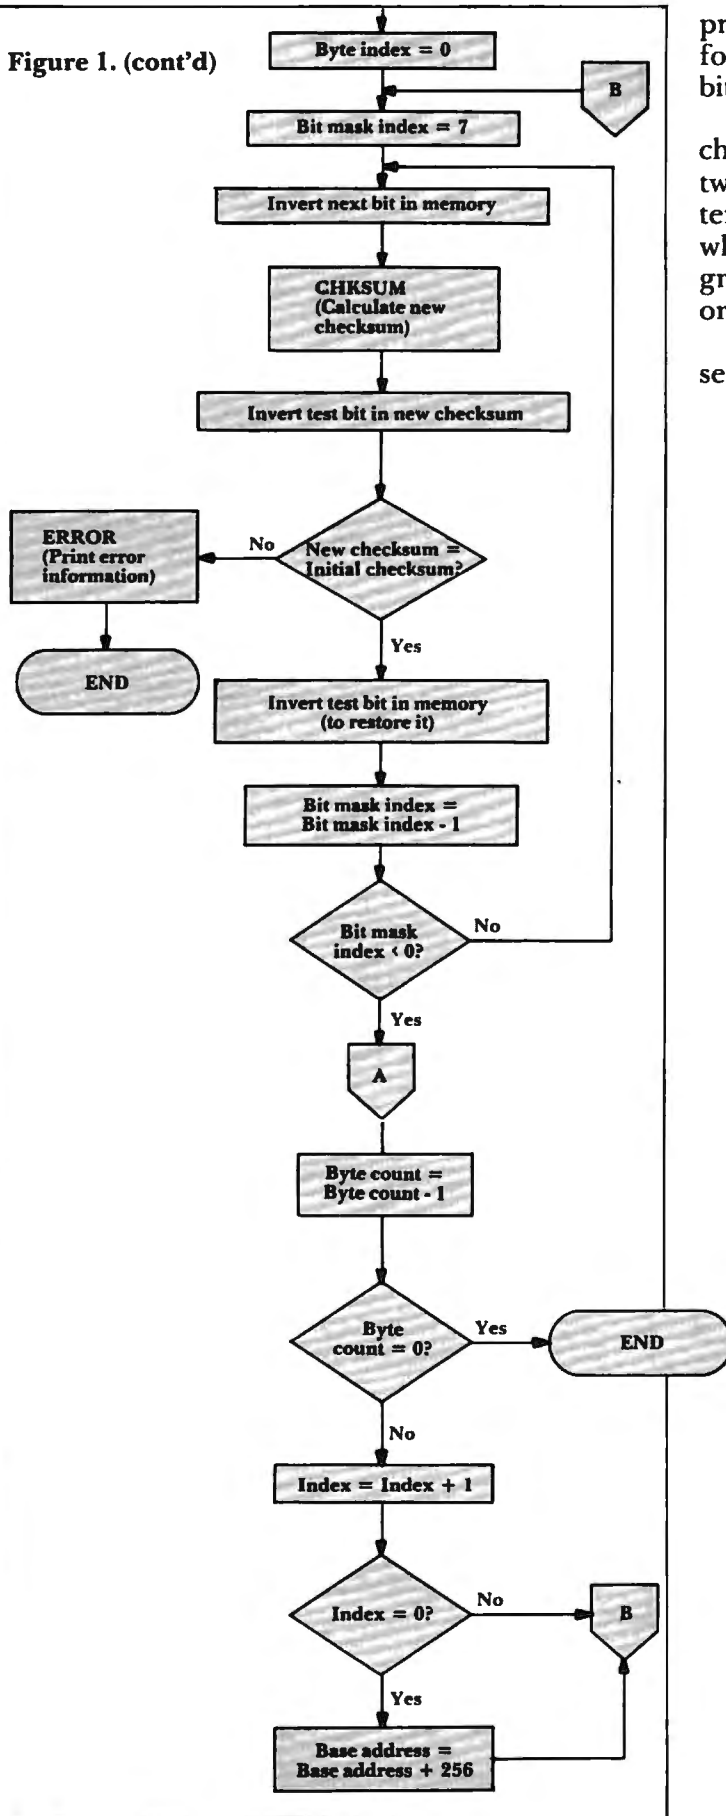 Figure 1. (cont'd)
Byte index = 0
B
Bit mask index = 7
Invert next bit in memory
CHKSUM
(Calculate new
checksum)
Invert test bit in new checksum
New checksum =
Initial checksum?
No
ERROR
(Print error
information)
END
Yes
Invert test bit in memory
(to restore it)
Bit mask index =
Bit mask index - 1
Bit mask
index < 0?
No
Yes
A
Byte count =
Byte count - 1
Byte
count = 0?
Yes
END
No
Index = Index + 1
Index = 0?
No
B
Yes
Base address =
Base address + 256